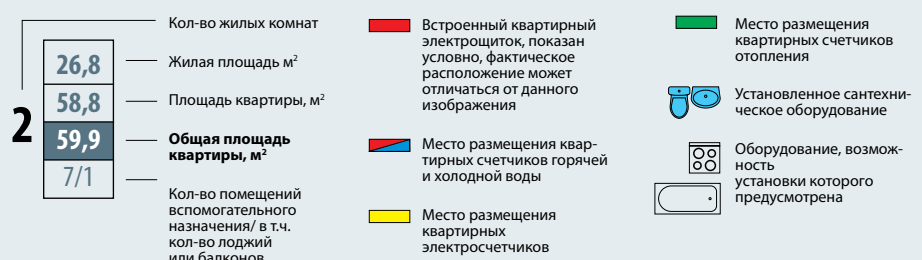 2
26,8
58,8
59,9
7/1
Кол-во жилых комнат
Жилая площадь м²
Площадь квартиры, м²
Общая площадь
квартиры, м²
Кол-во помещений
вспомогательного
назначения/ в т.ч.
кол-во лоджий
или балконов
Встроенный квартирный
электрощиток, показан
условно, фактическое
расположение может
отличаться от данного
изображения
Место размещения квар-
тирных счетчиков горячей
и холодной воды
Место размещения
квартирных
электросчетчиков
Место размещения
квартирных счетчиков
отопления
Установленное сантехни-
ческое оборудование
Оборудование, возмож-
ность
установки которого
предусмотрена